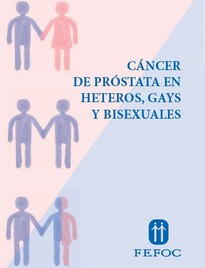 CÁNCER
DE PRÓSTATA EN
HETEROS, GAYS
Y BISEXUALES
FEFOC